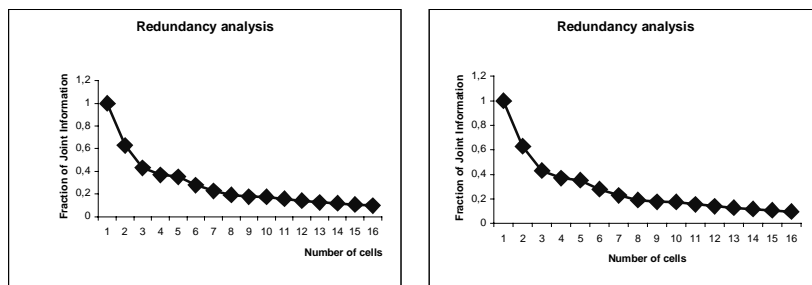 Redundancy analysis
Fraction of Joint Information
1,2
1
0,8
0,6
0,4
0,2
0
1 2 3 4 5 6 7 8 9 10 11 12 13 14 15 16
Number of cells
Redundancy analysis
Fraction of Joint Information
1,2
1
0,8
0,6
0,4
0,2
0
1 2 3 4 5 6 7 8 9 10 11 12 13 14 15 16
Number of cells